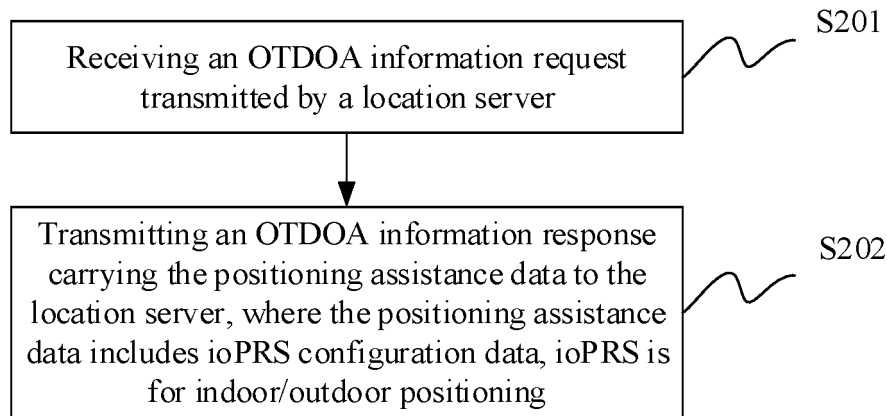 S201
Receiving an OTDOA information request
transmitted by a location server
S202
Transmitting an OTDOA information response
carrying the positioning assistance data to the
location server, where the positioning assistance
data includes ioPRS configuration data, ioPRS is
for indoor/outdoor positioning